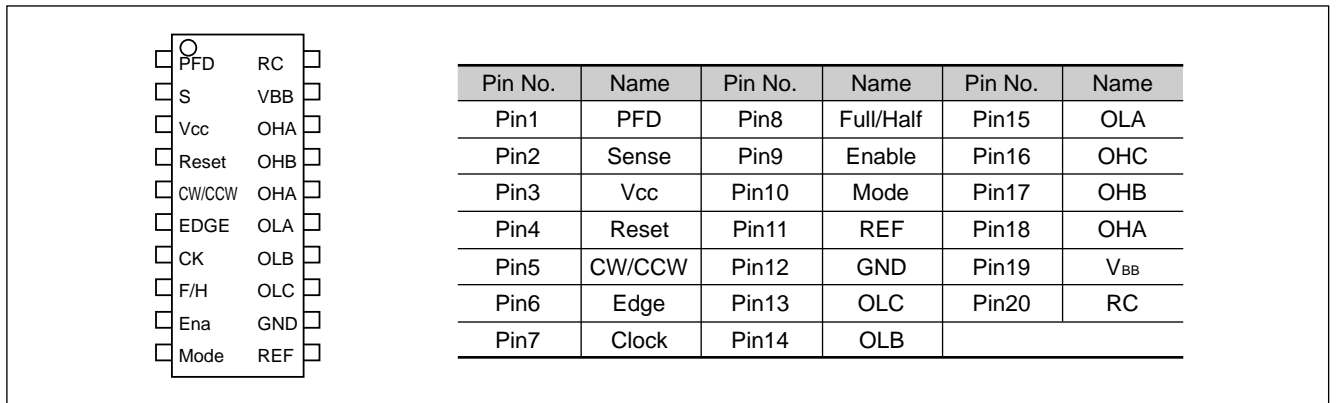 PFD RC
S VBB
Vcc OHA
Reset OHB
CW/CCW OHA
EDGE OLA
CK OLB
F/H OLC
Ena GND
Mode REF
Pin No. Name Pin No. Name Pin No. Name
Pin1 PFD Pin8 Full/Half Pin15 OLA
Pin2 Sense Pin9 Enable Pin16 OHC
Pin3 Vcc Pin10 Mode Pin17 OHB
Pin4 Reset Pin11 REF Pin18 OHA
Pin5 CW/CCW Pin12 GND Pin19 VBB
Pin6 Edge Pin13 OLC Pin20 RC
Pin7 Clock Pin14 OLB